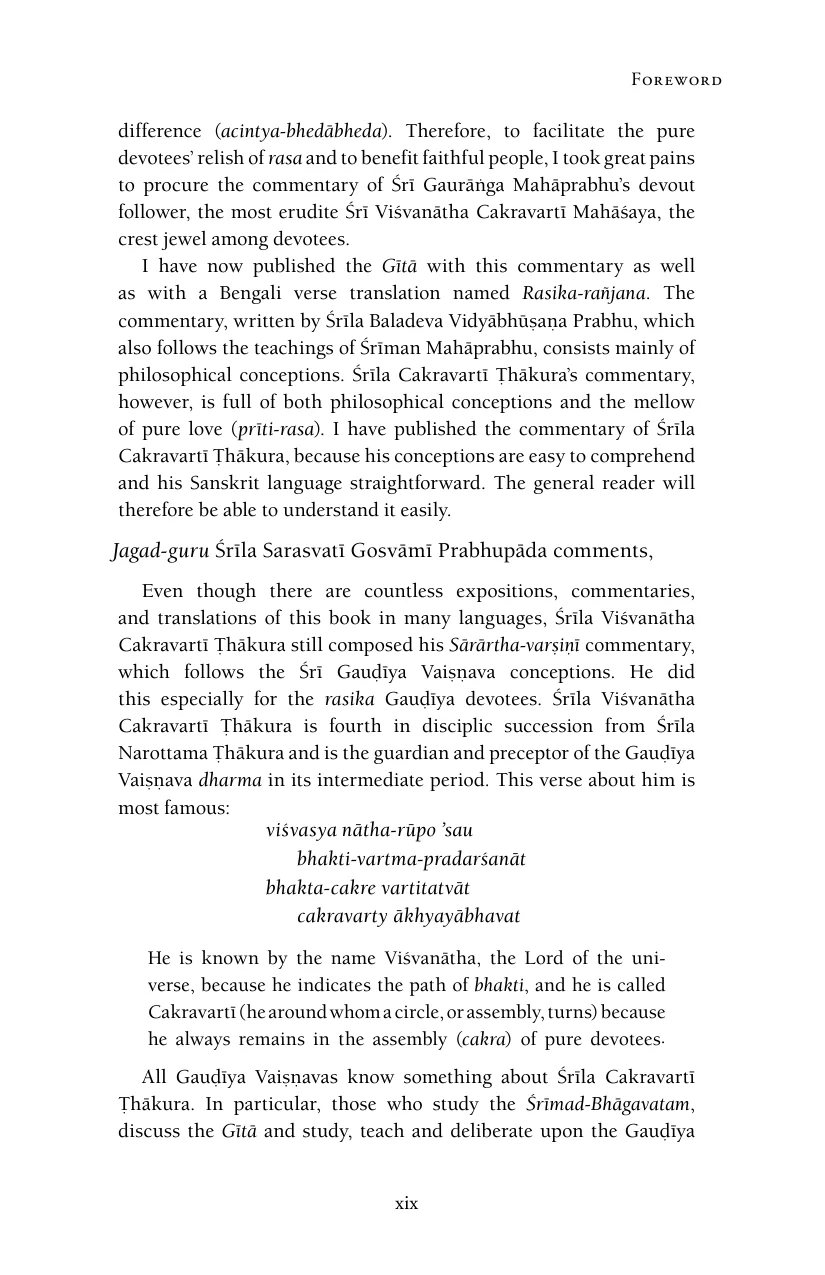 Foreword
difference (acintya-bhedābheda). Therefore, to facilitate the pure
devotees’ relish of rasa and to benefit faithful people, I took great pains
to procure the commentary of Śrī Gaurāṅga Mahāprabhu’s devout
follower, the most erudite Śrī Viśvanātha Cakravartī Mahāśaya, the
crest jewel among devotees.
I have now published the Gītā with this commentary as well
as with a Bengali verse translation named Rasika-rañjana. The
commentary, written by Śrīla Baladeva Vidyābhūṣaṇa Prabhu, which
also follows the teachings of Śrīman Mahāprabhu, consists mainly of
philosophical conceptions. Śrīla Cakravartī Ṭhākura’s commentary,
however, is full of both philosophical conceptions and the mellow
of pure love (prīti-rasa). I have published the commentary of Śrīla
Cakravartī Ṭhākura, because his conceptions are easy to comprehend
and his Sanskrit language straightforward. The general reader will
therefore be able to understand it easily.
Jagad-guru Śrīla Sarasvatī Gosvāmī Prabhupāda comments,
Even though there are countless expositions, commentaries,
and translations of this book in many languages, Śrīla Viśvanātha
Cakravartī Ṭhākura still composed his Sārārtha-varṣiṇī commentary,
which follows the Śrī Gauḍīya Vaiṣṇava conceptions. He did
this especially for the rasika Gauḍīya devotees. Śrīla Viśvanātha
Cakravartī Ṭhākura is fourth in disciplic succession from Śrīla
Narottama Ṭhākura and is the guardian and preceptor of the Gauḍīya
Vaiṣṇava dharma in its intermediate period. This verse about him is
most famous:
viśvasya nātha-rūpo ’sau
bhakti-vartma-pradarśanāt
bhakta-cakre vartitatvāt
cakravarty ākhyayābhavat
He is known by the name Viśvanātha, the Lord of the uni-
verse, because he indicates the path of bhakti, and he is called
Cakravartī (he around whom a circle, or assembly, turns) because
he always remains in the assembly (cakra) of pure devotees.
All Gauḍīya Vaiṣṇavas know something about Śrīla Cakravartī
Ṭhākura. In particular, those who study the Śrīmad-Bhāgavatam,
discuss the Gītā and study, teach and deliberate upon the Gauḍīya
xix